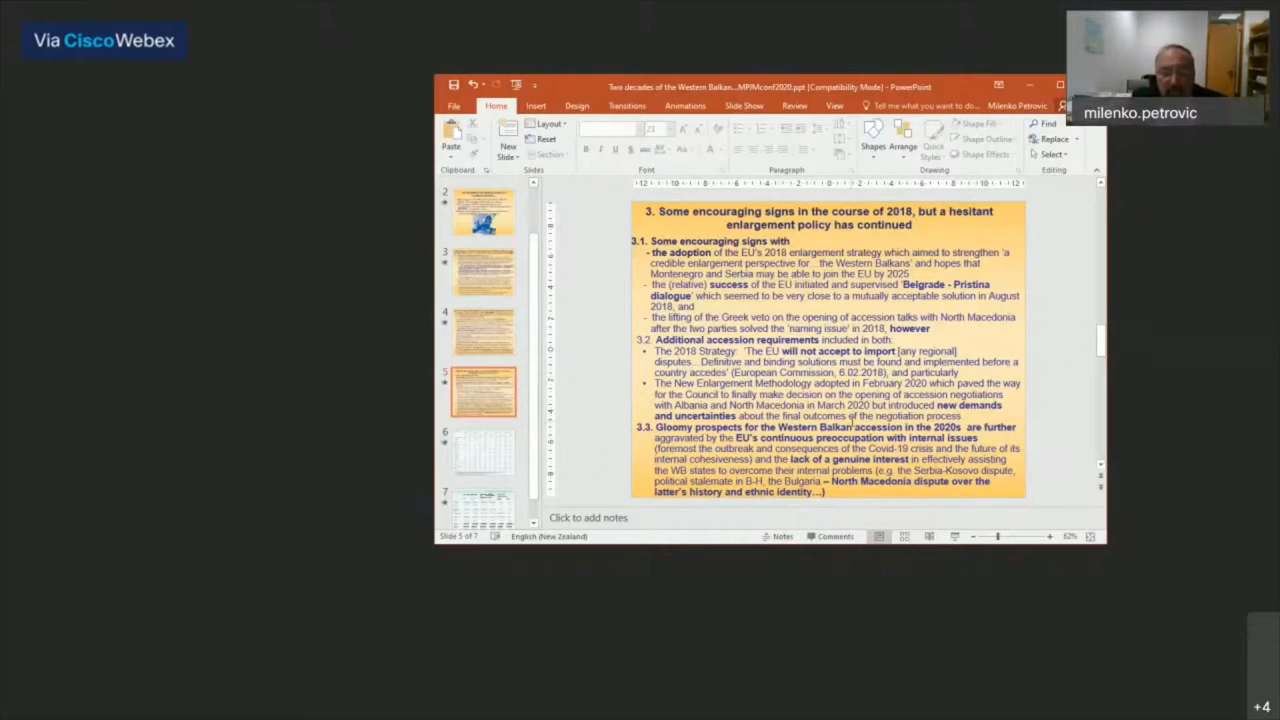 Via CiscoWebex
milenko.petrovic
Two decades of the Western Balkan...MPIMconf2020.ppt [Compatibility Mode] - PowerPoint
File Home Insert Design Transitions Animations Slide Show Review View Tell me what you want to do... Milenko Petrovic
Paste
New
Slide
Layout
Reset
Section
Shapes
Arrange
Quick
Styles
Shape Fill
Shape Outline
Shape Effects
Find
Replace
Select
Clipboard Slides Font Paragraph Drawing Editing
2
3
4
5
6
7
3. Some encouraging signs in the course of 2018, but a hesitant
enlargement policy has continued
3.1. Some encouraging signs with
- the adoption of the EU's 2018 enlargement strategy which aimed to strengthen 'a
credible enlargement perspective for...the Western Balkans' and hopes that
Montenegro and Serbia may be able to join the EU by 2025
- the (relative) success of the EU initiated and supervised 'Belgrade - Pristina
dialogue' which seemed to be very close to a mutually acceptable solution in August
2018, and
- the lifting of the Greek veto on the opening of accession talks with North Macedonia
after the two parties solved the 'naming issue' in 2018, however
3.2. Additional accession requirements included in both:
• The 2018 Strategy: 'The EU will not accept to import [any regional]
disputes...Definitive and binding solutions must be found and implemented before a
country accedes' (European Commission, 6.02.2018), and particularly
• The New Enlargement Methodology adopted in February 2020 which paved the way
for the Council to finally make decision on the opening of accession negotiations
with Albania and North Macedonia in March 2020 but introduced new demands
and uncertainties about the final outcomes of the negotiation process
3.3. Gloomy prospects for the Western Balkan accession in the 2020s are further
aggravated by the EU's continuous preoccupation with internal issues
(foremost the outbreak and consequences of the Covid-19 crisis and the future of its
internal cohesiveness) and the lack of a genuine interest in effectively assisting
the WB states to overcome their internal problems (e.g. the Serbia-Kosovo dispute,
political stalemate in B-H, the Bulgaria – North Macedonia dispute over the
latter's history and ethnic identity…)
Click to add notes
Slide 5 of 7 English (New Zealand) Notes Comments 62%
+4